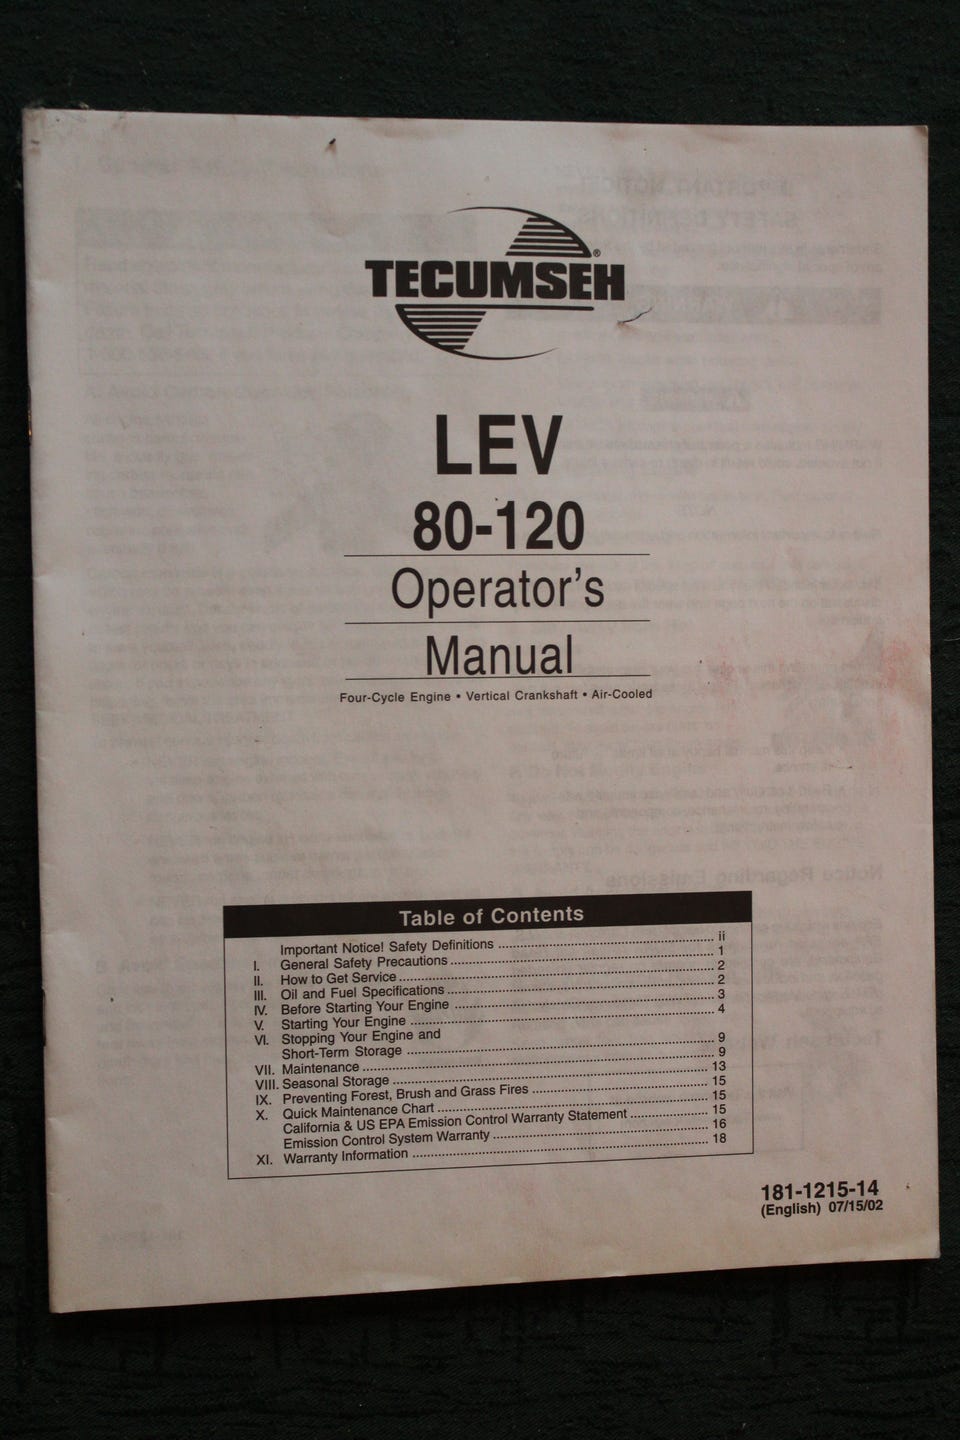 TECUMSEH®
LEV
80-120
Operator's
Manual
Four-Cycle Engine • Vertical Crankshaft • Air-Cooled
Table of Contents
Important Notice! Safety Definitions ........ ii
I. General Safety Precautions ........ 1
II. How to Get Service ........ 2
III. Oil and Fuel Specifications ........ 2
IV. Before Starting Your Engine ........ 3
V. Starting Your Engine ........ 4
VI. Stopping Your Engine and
Short-Term Storage ........ 9
VII. Maintenance ........ 9
VIII. Seasonal Storage ........ 13
IX. Preventing Forest, Brush and Grass Fires ........ 15
X. Quick Maintenance Chart ........ 15
California & US EPA Emission Control Warranty Statement ........ 15
Emission Control System Warranty ........ 16
XI. Warranty Information ........ 18
181-1215-14
(English) 07/15/02